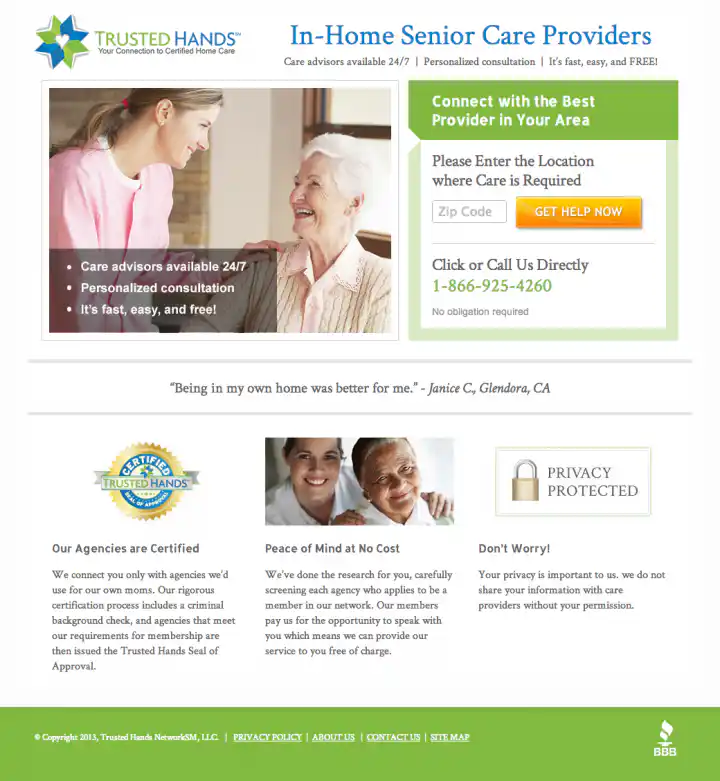 TRUSTED HANDS℠
Your Connection to Certified Home Care
In-Home Senior Care Providers
Care advisors available 24/7 | Personalized consultation | It's fast, easy, and FREE!
• Care advisors available 24/7
• Personalized consultation
• It's fast, easy, and free!
Connect with the Best
Provider in Your Area
Please Enter the Location
where Care is Required
Zip Code
GET HELP NOW
Click or Call Us Directly
1-866-925-4260
No obligation required
“Being in my own home was better for me.” - Janice C., Glendora, CA
CERTIFIED
TRUSTED HANDS
SEAL OF APPROVAL
PRIVACY
PROTECTED
Our Agencies are Certified
We connect you only with agencies we'd
use for our own moms. Our rigorous
certification process includes a criminal
background check, and agencies that meet
our requirements for membership are
then issued the Trusted Hands Seal of
Approval.
Peace of Mind at No Cost
We've done the research for you, carefully
screening each agency who applies to be a
member in our network. Our members
pay us for the opportunity to speak with
you which means we can provide our
service to you free of charge.
Don't Worry!
Your privacy is important to us. we do not
share your information with care
providers without your permission.
© Copyright 2013, Trusted Hands NetworkSM, LLC. | PRIVACY POLICY | ABOUT US | CONTACT US | SITE MAP
BBB